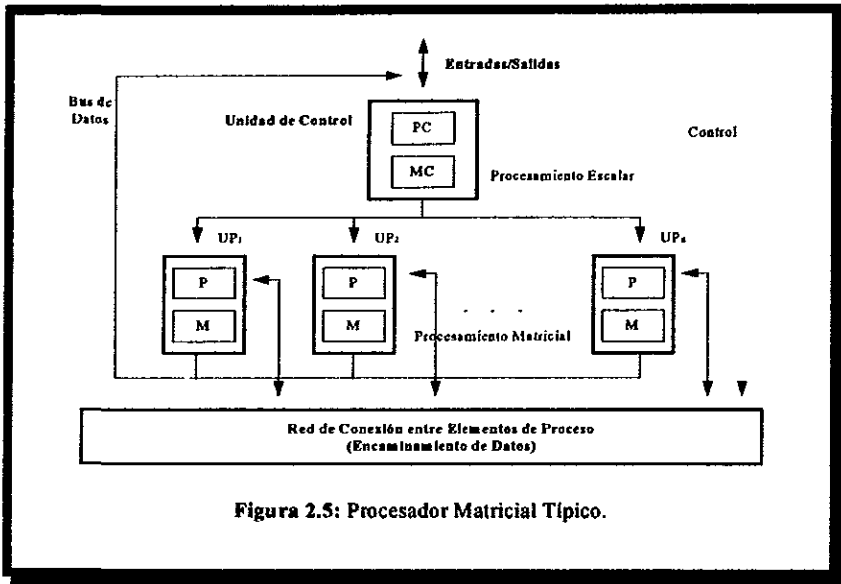 Entradas/Salidas
Bus de
Datos
Unidad de Control
PC
Control
MC
Procesamiento Escalar
UP₁
UP₂
UPₙ
P
P
P
. . .
M
M
Procesamiento Matricial
M
Red de Conexión entre Elementos de Proceso
(Encaminamiento de Datos)
Figura 2.5: Procesador Matricial Típico.